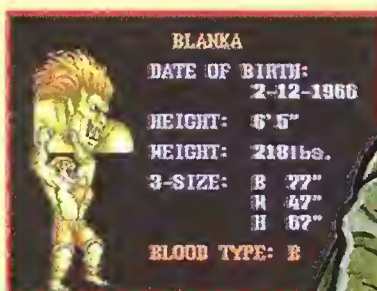 BLANKA
DATE OF BIRTH:
2-12-1966
HEIGHT: 6'5"
WEIGHT: 218lbs.
3-SIZE: B 77"
W 47"
H 67"
BLOOD TYPE: B